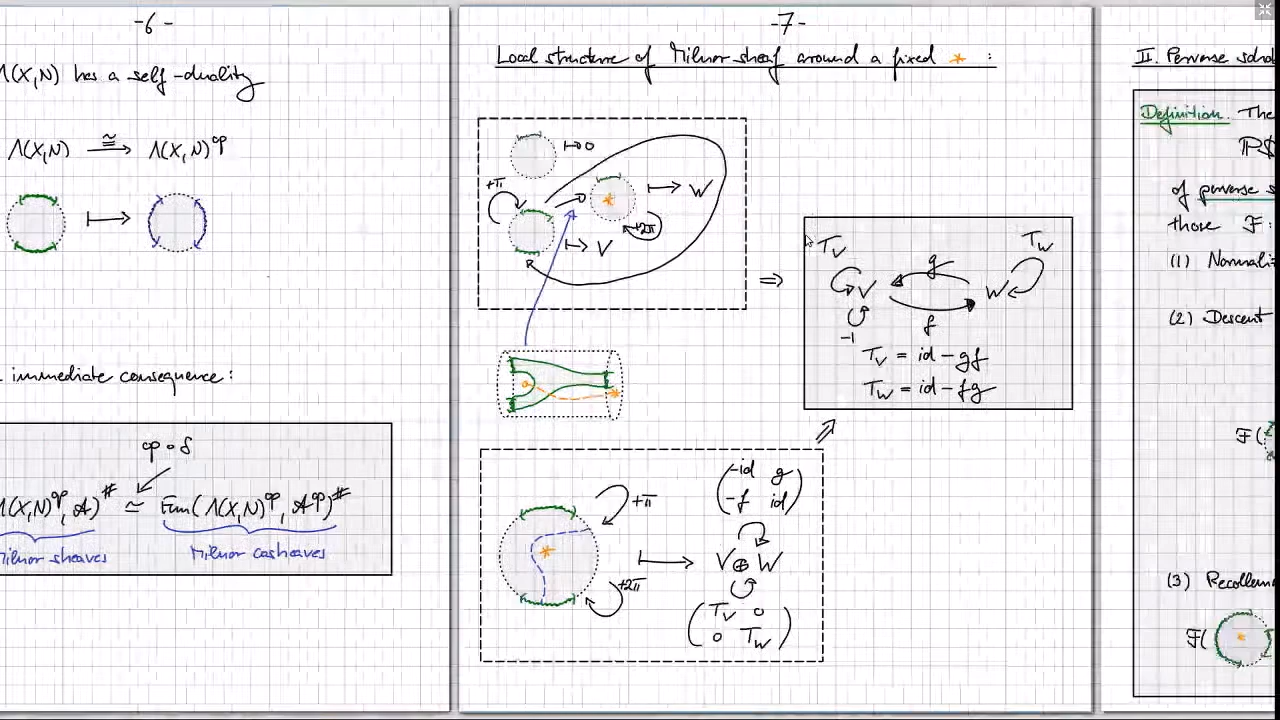 -6-
Λ(X,N) has a self-duality
Λ(X,N) ≅→ Λ(X,N)^op
↦
immediate consequence:
op∘δ
Λ(X,N)^op, A)^# ≃ Fun(Λ(X,N)^op, A^op)^#
Milnor sheaves
Milnor cosheaves
-7-
Local structure of Milnor sheaf around a fixed * :
↦ 0
+π
* ↦ W
+2π
↦ V
⇒
T_V
T_W
g
V W
f
-1
T_V = id - gf
T_W = id - fg
⇒
+π
* ↦ V⊕W
+2π
(-id g
-f id)
(T_V 0
0 T_W)
II. Perverse
Definition. The
of perverse s
those F:
(1) Normaliz
(2) Descent
F(
(3) Recollem
F( *